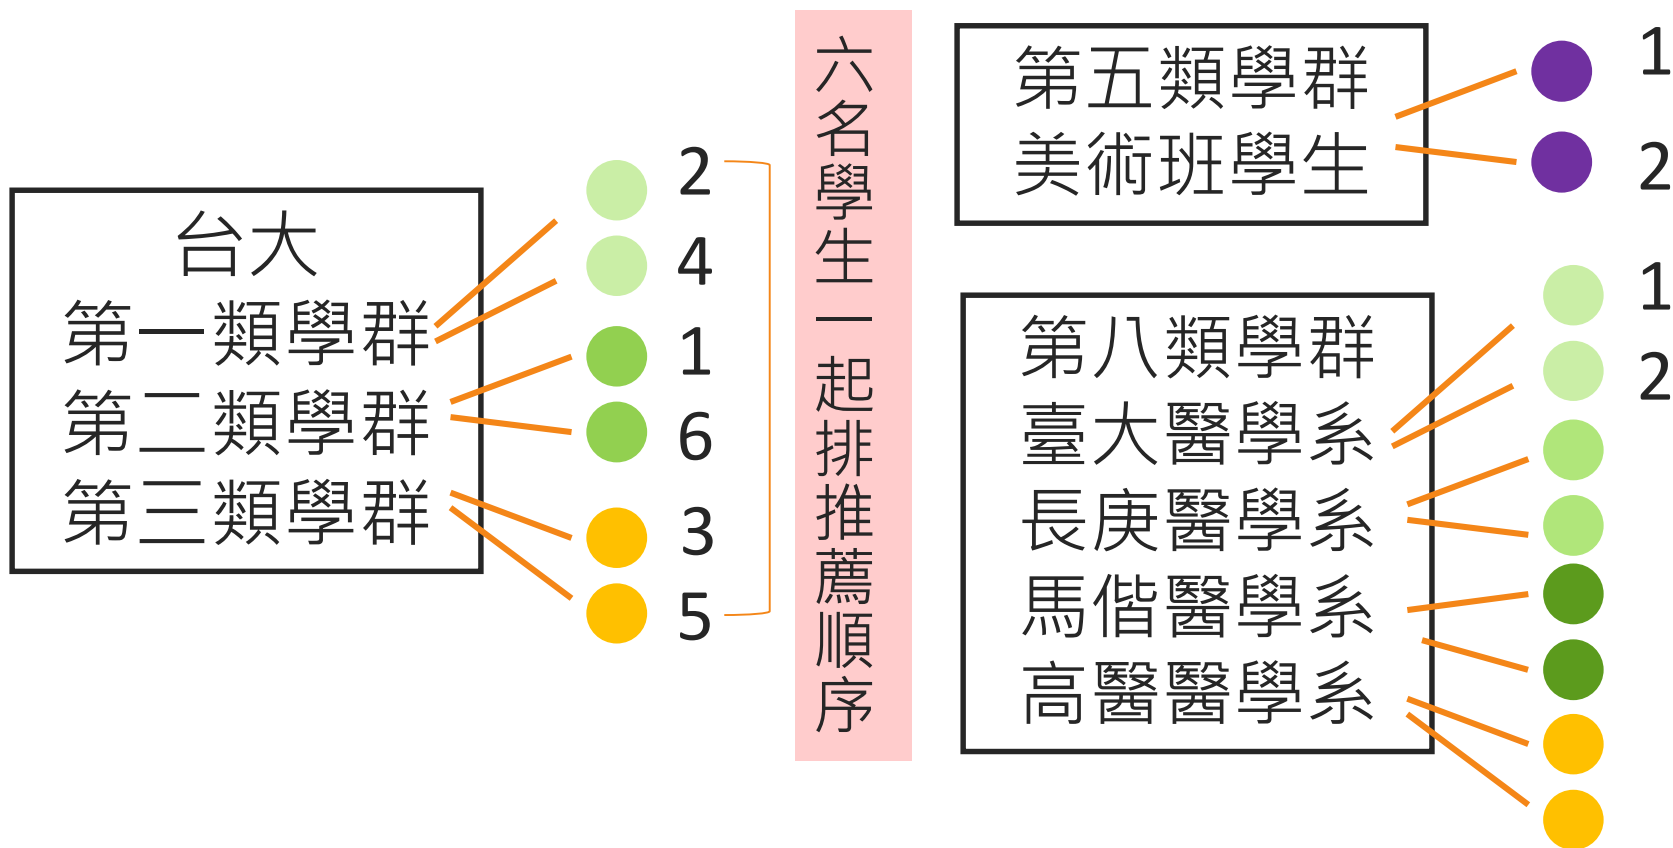 台大
第一類學群
第二類學群
第三類學群
2
4
1
6
3
5
六名學生一起排推薦順序
第五類學群
美術班學生
1
2
第八類學群
臺大醫學系
長庚醫學系
馬偕醫學系
高醫醫學系
1
2